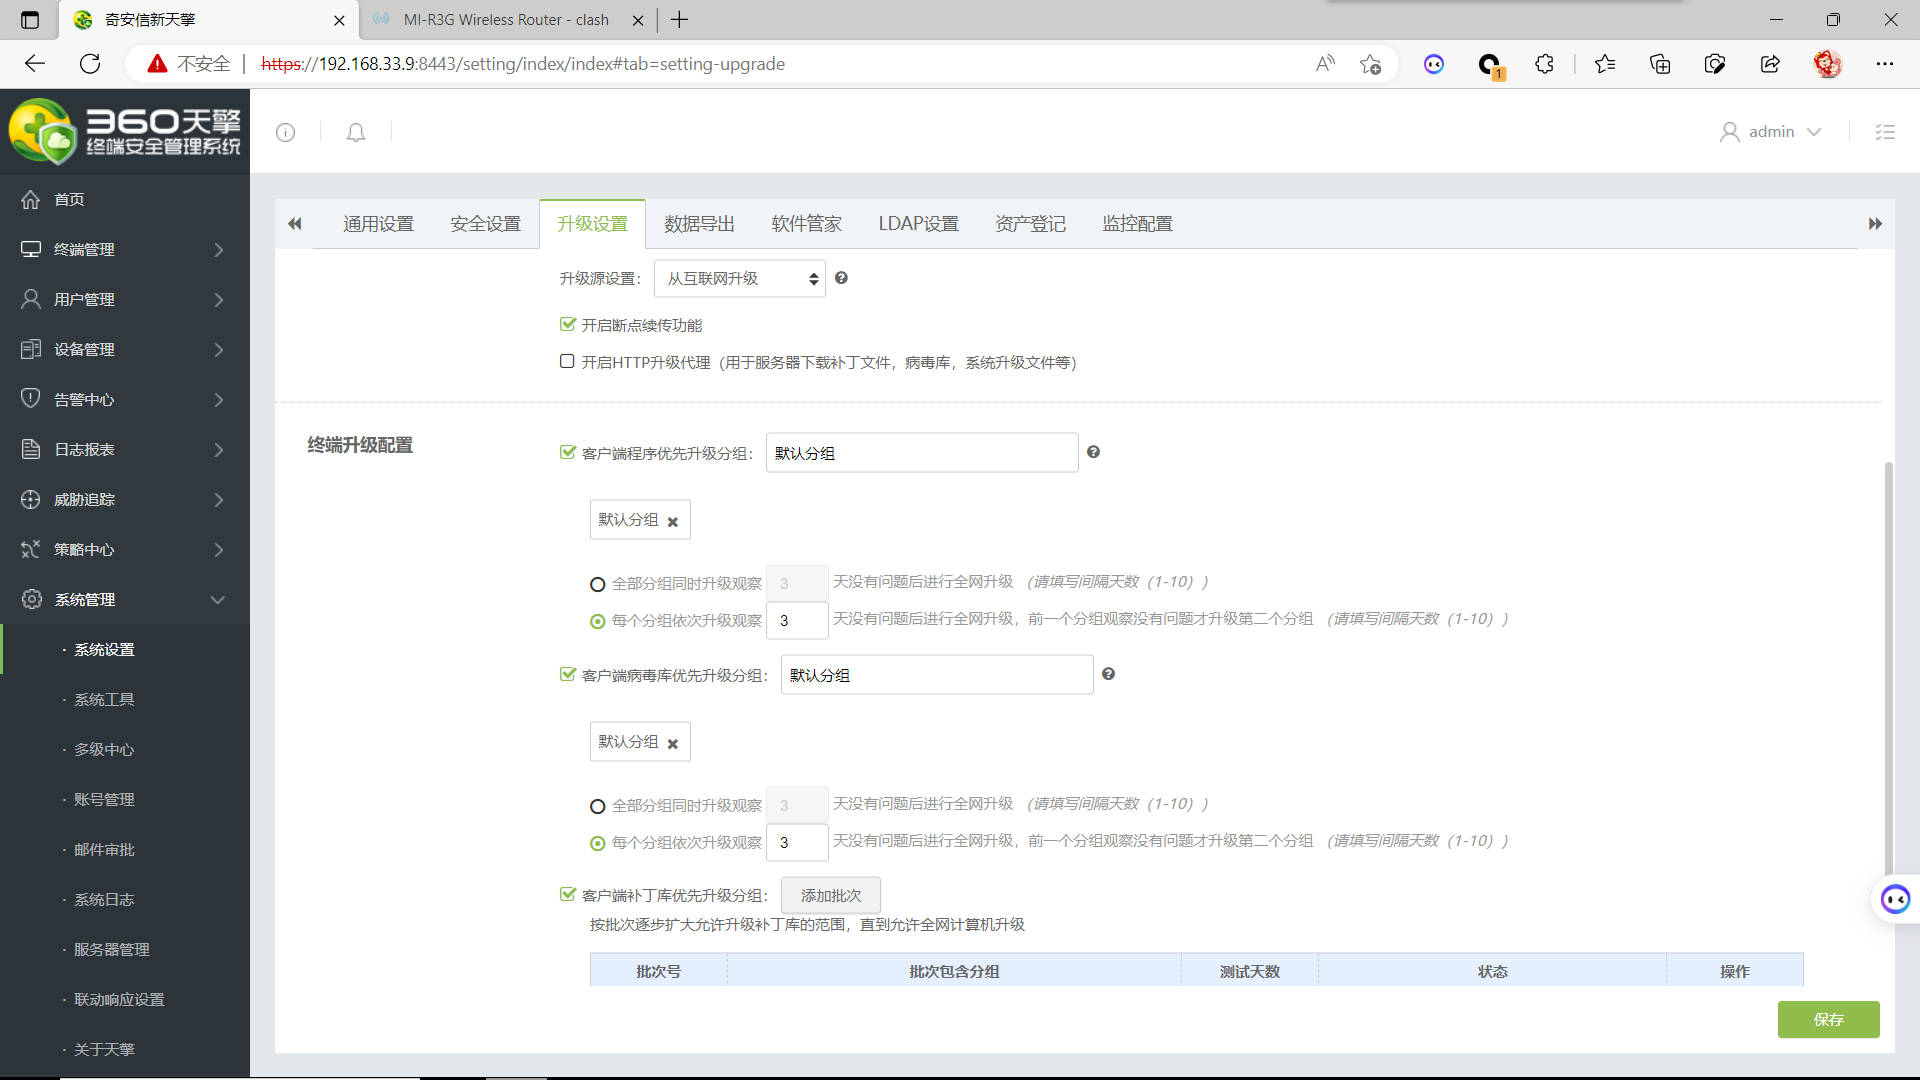 奇安信新天擎
MI-R3G Wireless Router - clash
不安全
https://192.168.33.9:8443/setting/index/index#tab=setting-upgrade
1
360天擎
终端安全管理系统
admin
首页
终端管理
用户管理
设备管理
告警中心
日志报表
威胁追踪
策略中心
系统管理
· 系统设置
· 系统工具
· 多级中心
· 账号管理
· 邮件审批
· 系统日志
· 服务器管理
· 联动响应设置
· 关于天擎
通用设置 安全设置 升级设置 数据导出 软件管家 LDAP设置 资产登记 监控配置
升级源设置： 从互联网升级
开启断点续传功能
开启HTTP升级代理（用于服务器下载补丁文件，病毒库，系统升级文件等）
终端升级配置
客户端程序优先升级分组： 默认分组
默认分组
全部分组同时升级观察 3 天没有问题后进行全网升级 （请填写间隔天数（1-10））
每个分组依次升级观察 3 天没有问题后进行全网升级，前一个分组观察没有问题才升级第二个分组 （请填写间隔天数（1-10））
客户端病毒库优先升级分组： 默认分组
默认分组
全部分组同时升级观察 3 天没有问题后进行全网升级 （请填写间隔天数（1-10））
每个分组依次升级观察 3 天没有问题后进行全网升级，前一个分组观察没有问题才升级第二个分组 （请填写间隔天数（1-10））
客户端补丁库优先升级分组： 添加批次
按批次逐步扩大允许升级补丁库的范围，直到允许全网计算机升级
批次号 批次包含分组 测试天数 状态 操作
保存